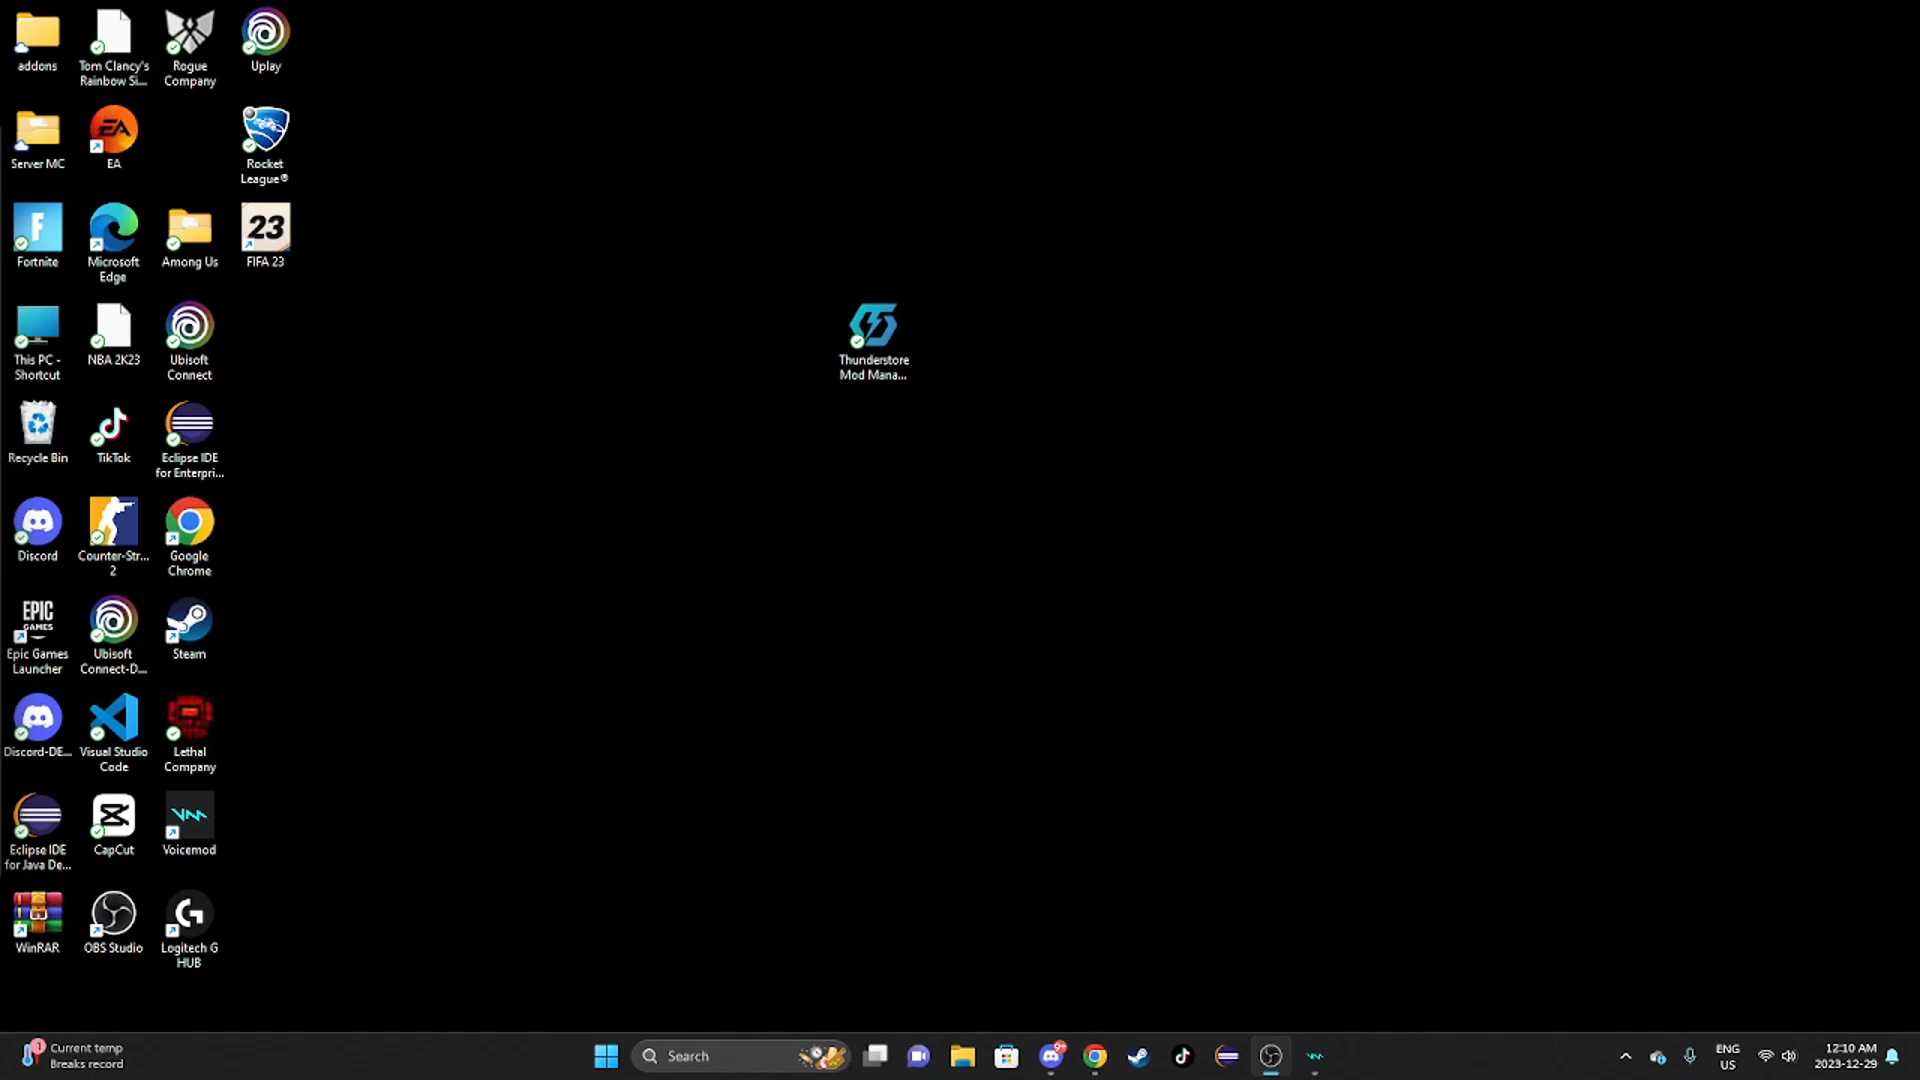 addons
Tom Clancy's
Rainbow Si...
Rogue
Company
Uplay
Server MC
EA
EA
Rocket
League®
F
Fortnite
Microsoft
Edge
Among Us
23
FIFA 23
This PC -
Shortcut
NBA 2K23
Ubisoft
Connect
Thunderstore
Mod Mana...
Recycle Bin
TikTok
Eclipse IDE
for Enterpri...
Discord
Counter-Str...
2
Google
Chrome
EPIC
GAMES
Epic Games
Launcher
Ubisoft
Connect-D...
Steam
Discord-DE...
Visual Studio
Code
Lethal
Company
Eclipse IDE
for Java De...
CapCut
Voicemod
WinRAR
OBS Studio
G
Logitech G
HUB
1
Current temp
Breaks record
Search
9+
ENG
US
12:10 AM
2023-12-29